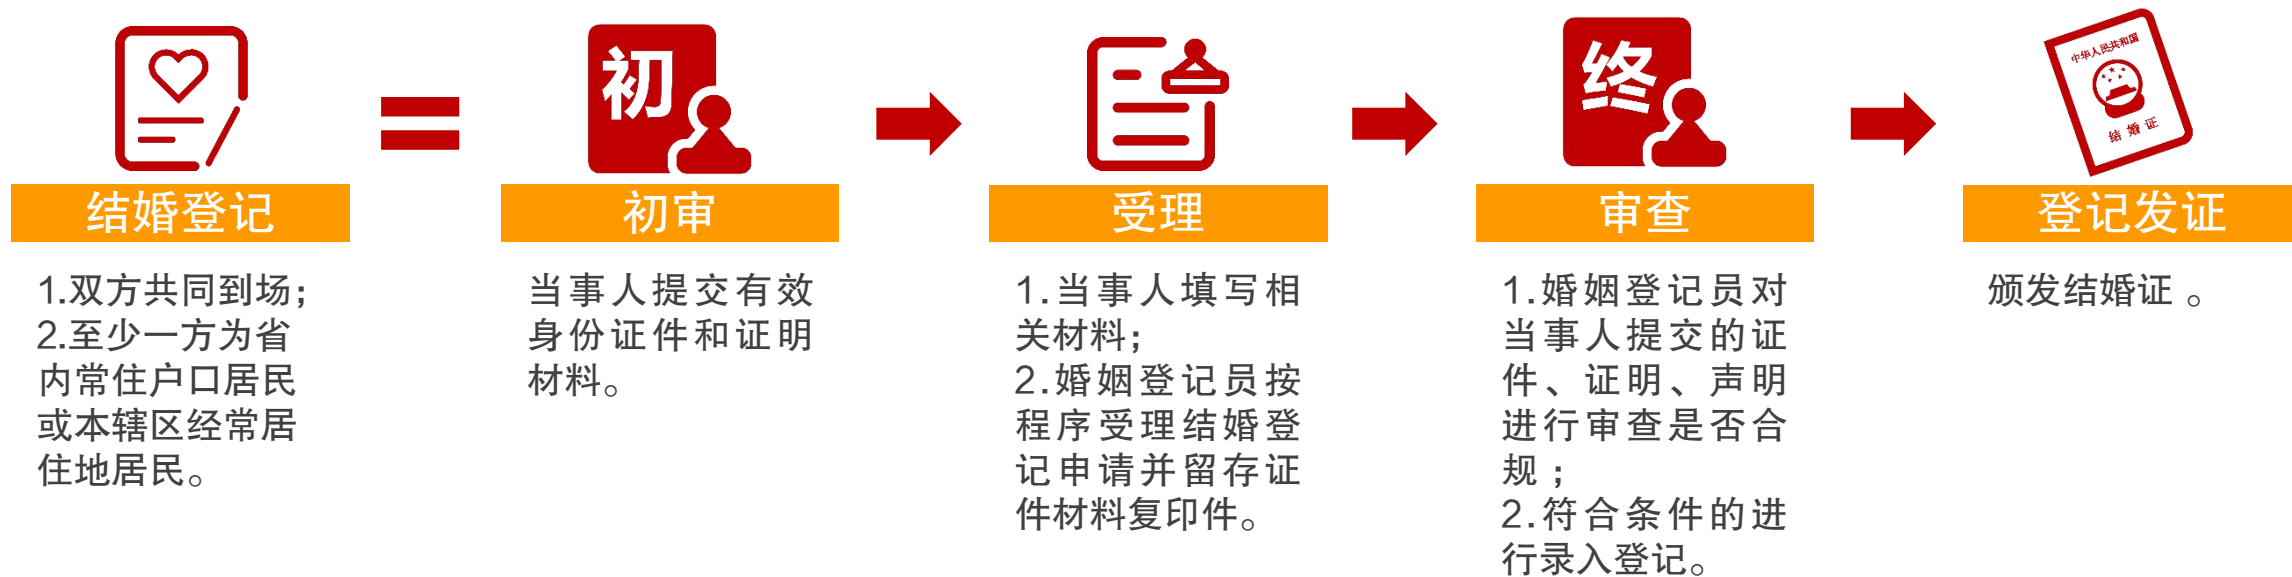 初
终
中华人民共和国
结婚证
结婚登记
初审
受理
审查
登记发证
1.双方共同到场；
2.至少一方为省
内常住户口居民
或本辖区经常居
住地居民。
当事人提交有效
身份证件和证明
材料。
1.当事人填写相
关材料；
2.婚姻登记员按
程序受理结婚登
记申请并留存证
件材料复印件。
1.婚姻登记员对
当事人提交的证
件、证明、声明
进行审查是否合
规；
2.符合条件的进
行录入登记。
颁发结婚证 。